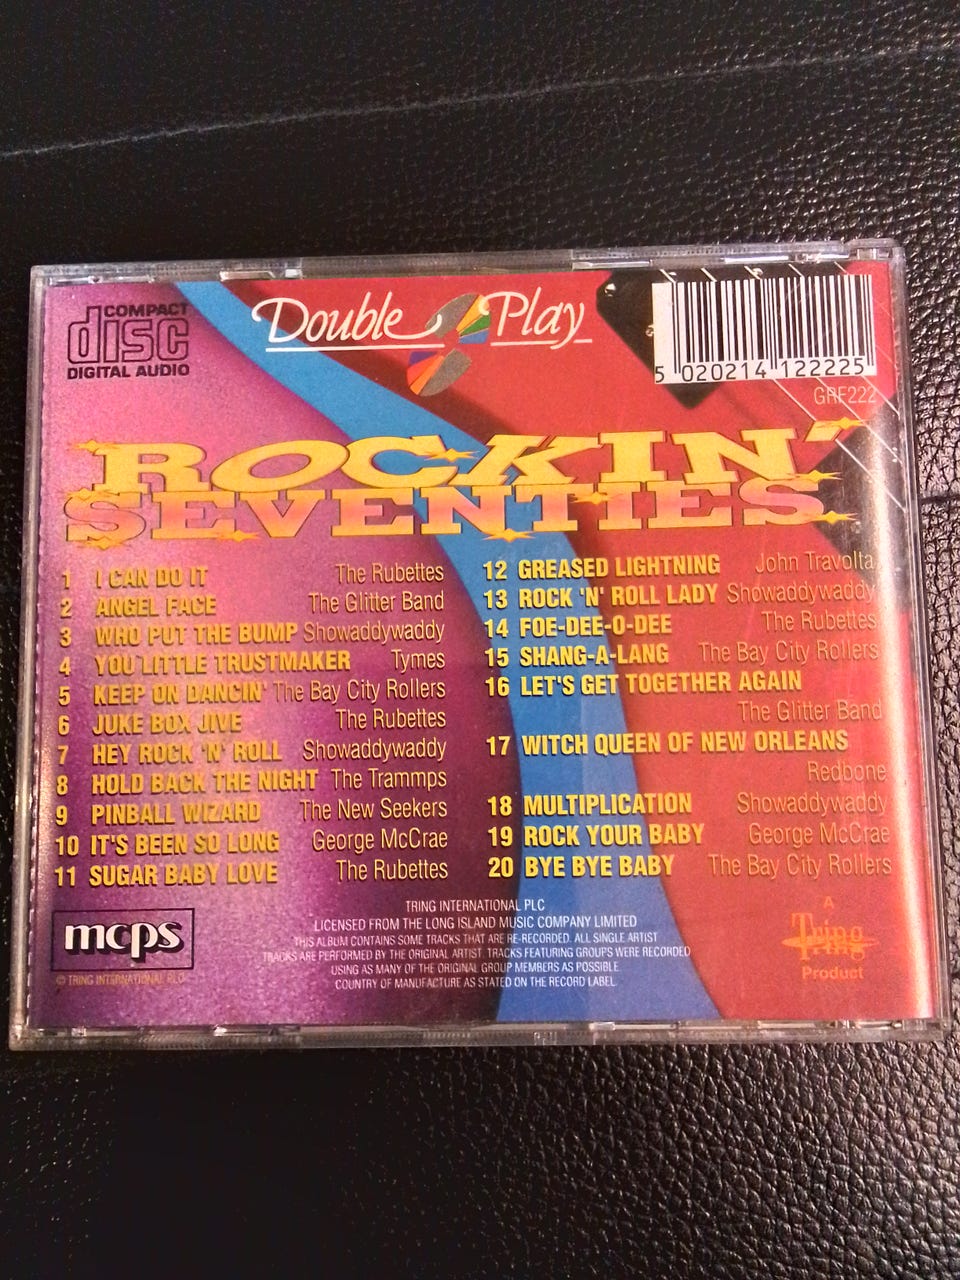 COMPACT
disc
DIGITAL AUDIO
Double Play
5 020214 122225
GRF222
ROCKIN'
SEVENTIES
1 I CAN DO IT The Rubettes
2 ANGEL FACE The Glitter Band
3 WHO PUT THE BUMP Showaddywaddy
4 YOU LITTLE TRUSTMAKER Tymes
5 KEEP ON DANCIN' The Bay City Rollers
6 JUKE BOX JIVE The Rubettes
7 HEY ROCK 'N' ROLL Showaddywaddy
8 HOLD BACK THE NIGHT The Trammps
9 PINBALL WIZARD The New Seekers
10 IT'S BEEN SO LONG George McCrae
11 SUGAR BABY LOVE The Rubettes
12 GREASED LIGHTNING John Travolta
13 ROCK 'N' ROLL LADY Showaddywaddy
14 FOE-DEE-O-DEE The Rubettes
15 SHANG-A-LANG The Bay City Rollers
16 LET'S GET TOGETHER AGAIN
The Glitter Band
17 WITCH QUEEN OF NEW ORLEANS
Redbone
18 MULTIPLICATION Showaddywaddy
19 ROCK YOUR BABY George McCrae
20 BYE BYE BABY The Bay City Rollers
mcps
© TRING INTERNATIONAL PLC
TRING INTERNATIONAL PLC
LICENSED FROM THE LONG ISLAND MUSIC COMPANY LIMITED
THIS ALBUM CONTAINS SOME TRACKS THAT ARE RE-RECORDED. ALL SINGLE ARTIST
TRACKS ARE PERFORMED BY THE ORIGINAL ARTIST. TRACKS FEATURING GROUPS WERE RECORDED
USING AS MANY OF THE ORIGINAL GROUP MEMBERS AS POSSIBLE.
COUNTRY OF MANUFACTURE AS STATED ON THE RECORD LABEL.
A
Tring
Product